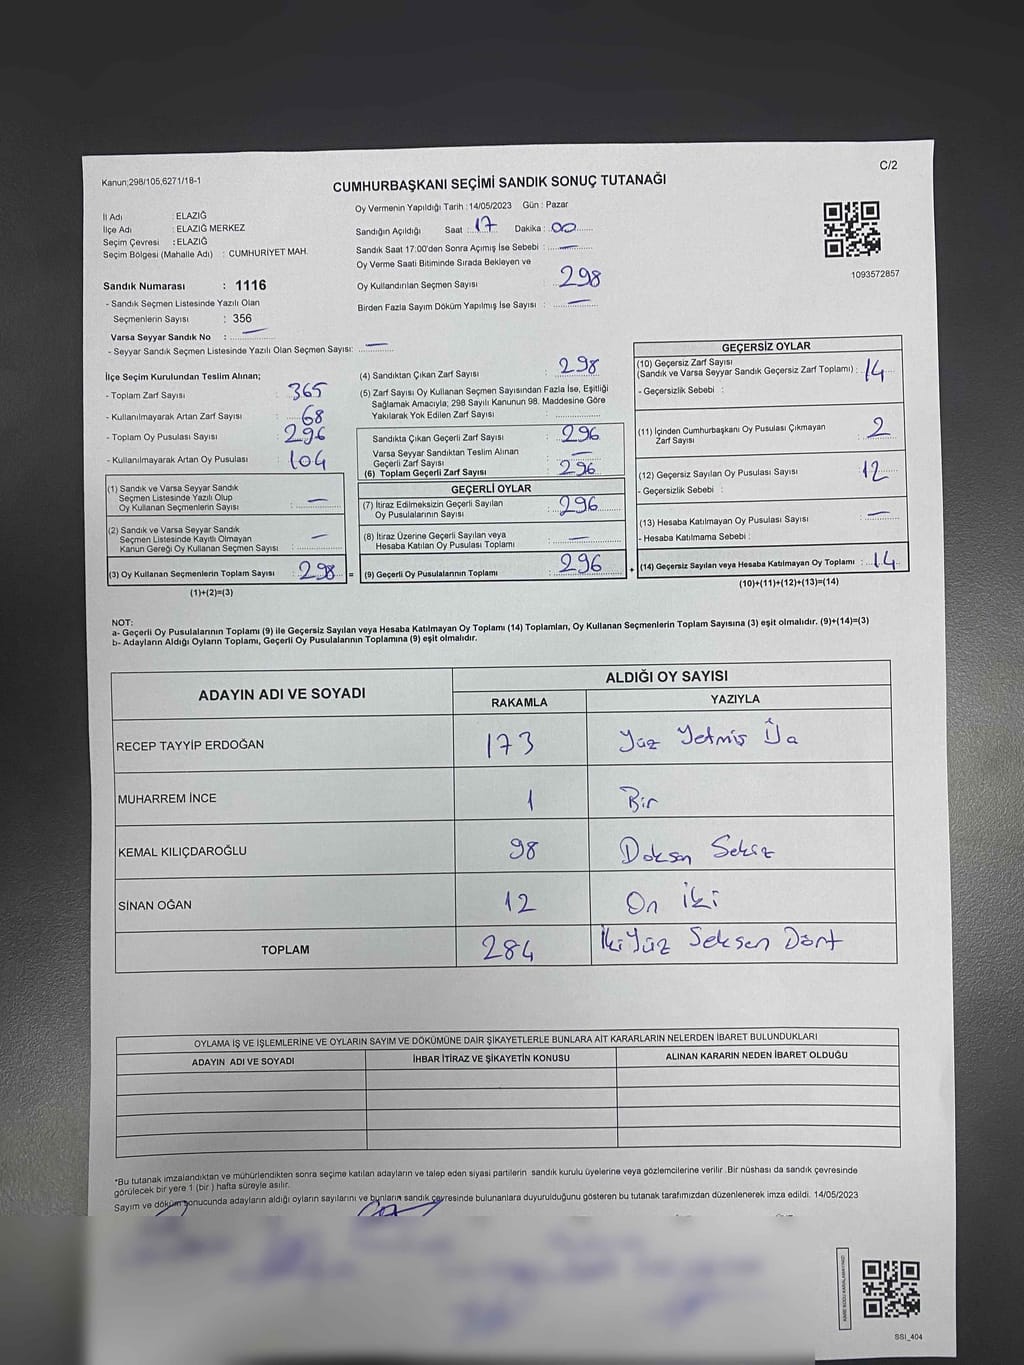 C/2
Kanun;298/105,6271/18-1
CUMHURBAŞKANI SEÇİMİ SANDIK SONUÇ TUTANAĞI
İl Adı : ELAZIĞ
İlçe Adı : ELAZIĞ MERKEZ
Seçim Çevresi : ELAZIĞ
Seçim Bölgesi (Mahalle Adı) : CUMHURİYET MAH.
Sandık Numarası : 1116
- Sandık Seçmen Listesinde Yazılı Olan
Seçmenlerin Sayısı : 356
Varsa Seyyar Sandık No : —
- Seyyar Sandık Seçmen Listesinde Yazılı Olan Seçmen Sayısı: —
Oy Vermenin Yapıldığı Tarih :14/05/2023 Gün : Pazar
Sandığın Açıldığı Saat : 17 Dakika : 00
Sandık Saat 17:00'den Sonra Açımış İse Sebebi : —
Oy Verme Saati Bitiminde Sırada Bekleyen ve
Oy Kullandırılan Seçmen Sayısı 298
Birden Fazla Sayım Döküm Yapılmış İse Sayısı : —
1093572857
İlçe Seçim Kurulundan Teslim Alınan;
- Toplam Zarf Sayısı : 365
- Kullanılmayarak Artan Zarf Sayısı : 68
- Toplam Oy Pusulası Sayısı : 296
- Kullanılmayarak Artan Oy Pusulası : 104
(1) Sandık ve Varsa Seyyar Sandık
Seçmen Listesinde Yazılı Olup
Oy Kullanan Seçmenlerin Sayısı : —
(2) Sandık ve Varsa Seyyar Sandık
Seçmen Listesinde Kayıtlı Olmayan
Kanun Gereği Oy Kullanan Seçmen Sayısı : —
(3) Oy Kullanan Seçmenlerin Toplam Sayısı : 298 =
(1)+(2)=(3)
(4) Sandıktan Çıkan Zarf Sayısı : 298
(5) Zarf Sayısı Oy Kullanan Seçmen Sayısından Fazla İse, Eşitliği
Sağlamak Amacıyla; 298 Sayılı Kanunun 98. Maddesine Göre
Yakılarak Yok Edilen Zarf Sayısı :
Sandıkta Çıkan Geçerli Zarf Sayısı : 296
Varsa Seyyar Sandıktan Teslim Alınan
Geçerli Zarf Sayısı : —
(6) Toplam Geçerli Zarf Sayısı : 296
GEÇERLİ OYLAR
(7) İtiraz Edilmeksizin Geçerli Sayılan
Oy Pusulalarının Sayısı : 296
(8) İtiraz Üzerine Geçerli Sayılan veya
Hesaba Katılan Oy Pusulası Toplamı : —
(9) Geçerli Oy Pusulalarının Toplamı : 296 +
GEÇERSİZ OYLAR
(10) Geçersiz Zarf Sayısı
(Sandık ve Varsa Seyyar Sandık Geçersiz Zarf Toplamı) : 14
- Geçersizlik Sebebi :
(11) İçinden Cumhurbaşkanı Oy Pusulası Çıkmayan
Zarf Sayısı : 2
(12) Geçersiz Sayılan Oy Pusulası Sayısı : 12
- Geçersizlik Sebebi :
(13) Hesaba Katılmayan Oy Pusulası Sayısı : —
- Hesaba Katılmama Sebebi :
(14) Geçersiz Sayılan veya Hesaba Katılmayan Oy Toplamı : 14
(10)+(11)+(12)+(13)=(14)
NOT:
a- Geçerli Oy Pusulalarının Toplamı (9) ile Geçersiz Sayılan veya Hesaba Katılmayan Oy Toplamı (14) Toplamları, Oy Kullanan Seçmenlerin Toplam Sayısına (3) eşit olmalıdır. (9)+(14)=(3)
b- Adayların Aldığı Oyların Toplamı, Geçerli Oy Pusulalarının Toplamına (9) eşit olmalıdır.
ADAYIN ADI VE SOYADI ALDIĞI OY SAYISI
RAKAMLA YAZIYLA
RECEP TAYYİP ERDOĞAN 173 Yüz Yetmiş
MUHARREM İNCE 1 Bir
KEMAL KILIÇDAROĞLU 98 Doksan Sekiz
SİNAN OĞAN 12 On İki
TOPLAM 284 İkiYüz Seksen Dört
OYLAMA İŞ VE İŞLEMLERİNE VE OYLARIN SAYIM VE DÖKÜMÜNE DAİR ŞİKAYETLERLE BUNLARA AİT KARARLARIN NELERDEN İBARET BULUNDUKLARI
ADAYIN ADI VE SOYADI İHBAR İTİRAZ VE ŞİKAYETİN KONUSU ALINAN KARARIN NEDEN İBARET OLDUĞU
*Bu tutanak imzalandıktan ve mühürlendikten sonra seçime katılan adayların ve talep eden siyasi partilerin sandık kurulu üyelerine veya gözlemcilerine verilir .Bir nüshası da sandık çevresinde
görülecek bir yere 1 (bir ) hafta süreyle asılır.
Sayım ve döküm sonucunda adayların aldığı oyların sayılarını ve bunların sandık çevresinde bulunanlara duyurulduğunu gösteren bu tutanak tarafımızdan düzenlenerek imza edildi. 14/05/2023
SSI_404